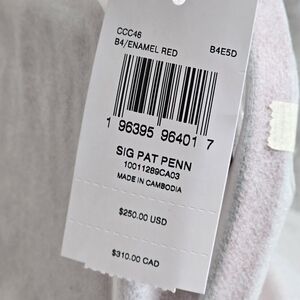 CCC46
B4/ENAMEL RED B4E5D
1 96395 96401 7
SIG PAT PENN
10011289CA03
MADE IN CAMBODIA
$250.00 USD
$310.00 CAD